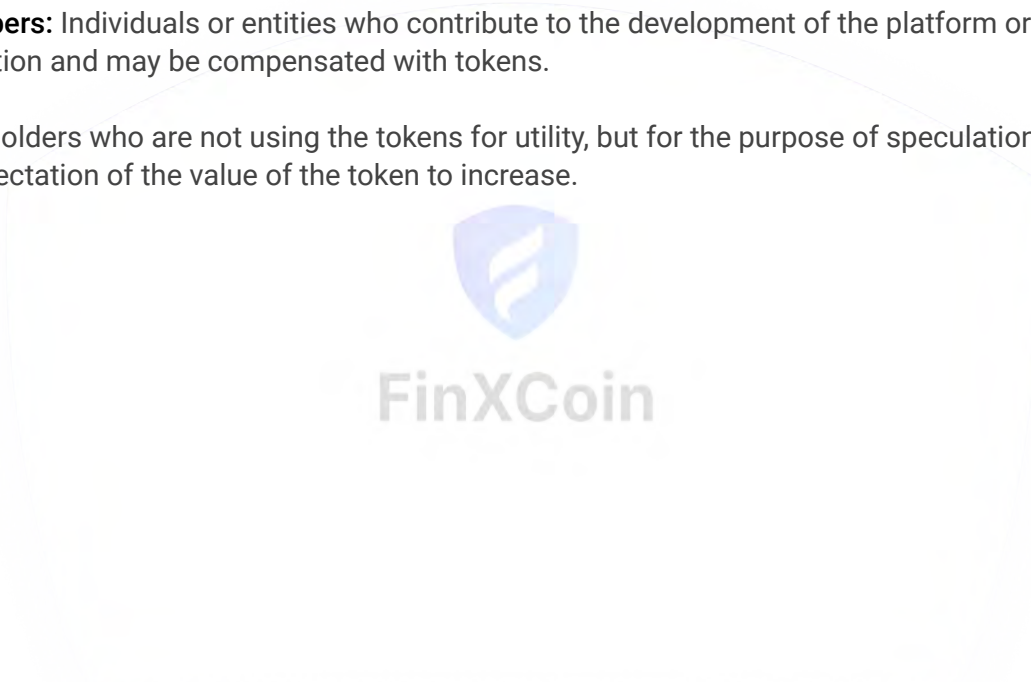 pers: Individuals or entities who contribute to the development of the platform or
tion and may be compensated with tokens.
olders who are not using the tokens for utility, but for the purpose of speculation
ectation of the value of the token to increase.
FinXCoin